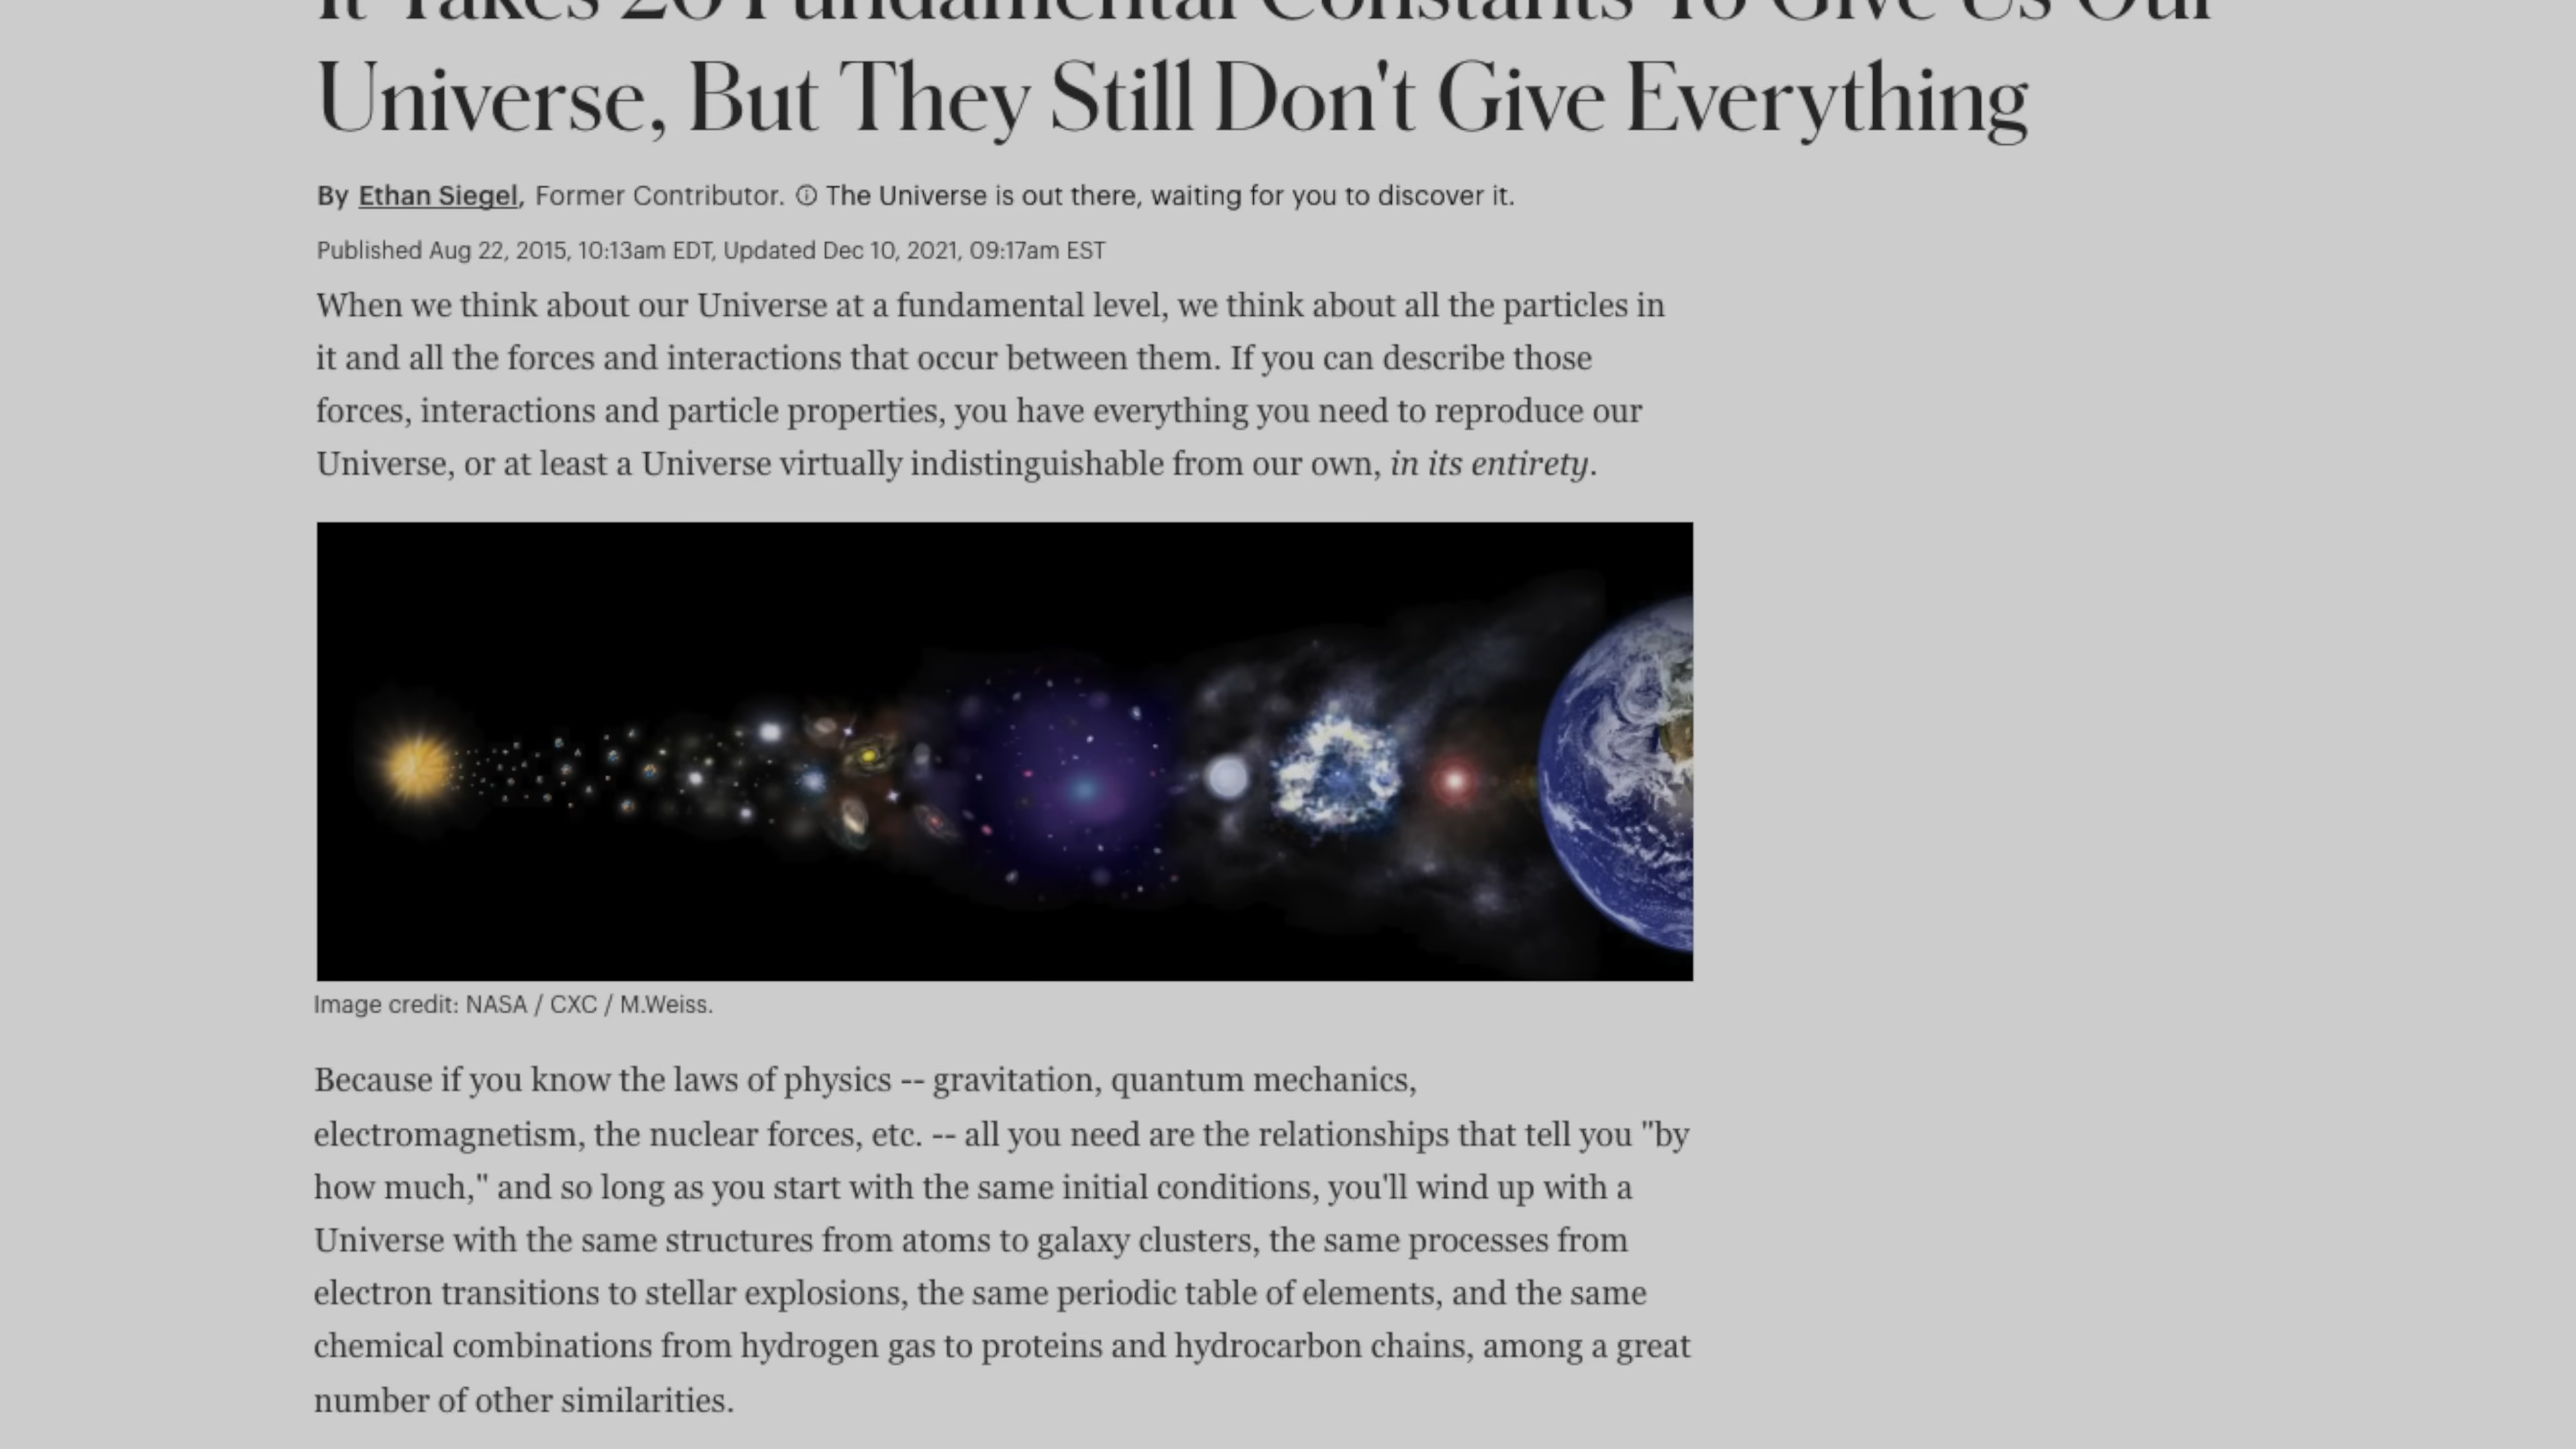 It Takes 26 Fundamental Constants To Give Us Our
Universe, But They Still Don't Give Everything
By Ethan Siegel, Former Contributor. ⓘ The Universe is out there, waiting for you to discover it.
Published Aug 22, 2015, 10:13am EDT, Updated Dec 10, 2021, 09:17am EST
When we think about our Universe at a fundamental level, we think about all the particles in
it and all the forces and interactions that occur between them. If you can describe those
forces, interactions and particle properties, you have everything you need to reproduce our
Universe, or at least a Universe virtually indistinguishable from our own, in its entirety.
Image credit: NASA / CXC / M.Weiss.
Because if you know the laws of physics -- gravitation, quantum mechanics,
electromagnetism, the nuclear forces, etc. -- all you need are the relationships that tell you "by
how much," and so long as you start with the same initial conditions, you'll wind up with a
Universe with the same structures from atoms to galaxy clusters, the same processes from
electron transitions to stellar explosions, the same periodic table of elements, and the same
chemical combinations from hydrogen gas to proteins and hydrocarbon chains, among a great
number of other similarities.